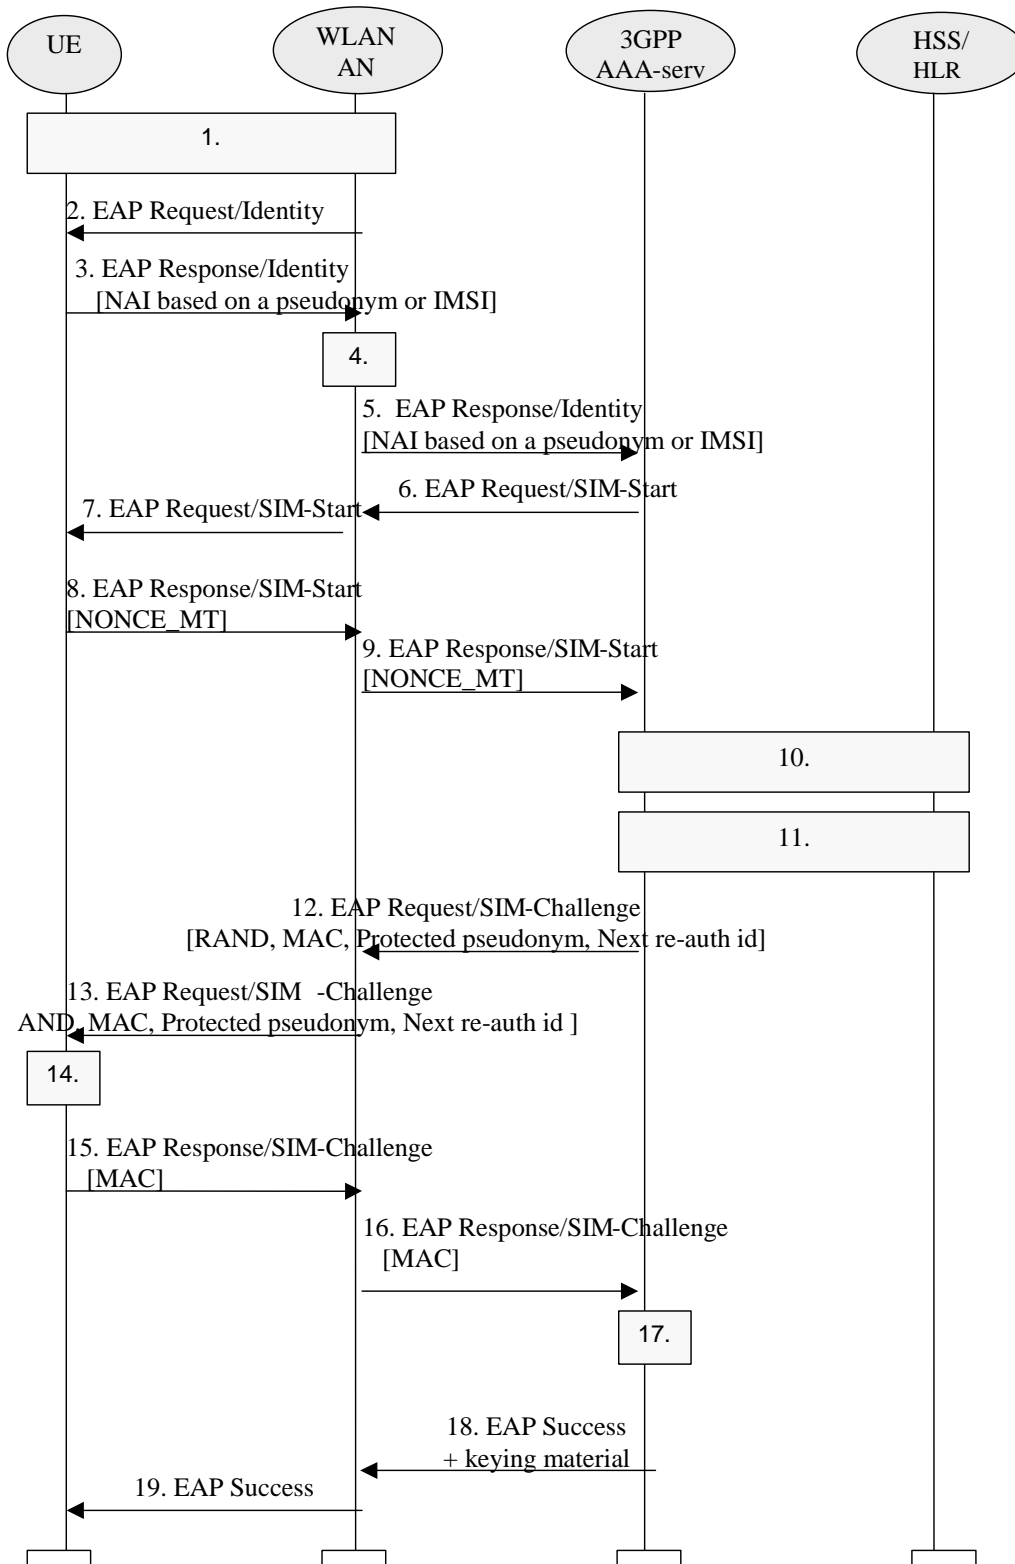 UE
WLAN
AN
3GPP
AAA-serv
HSS/
HLR
1.
2. EAP Request/Identity
3. EAP Response/Identity
[NAI based on a pseudonym or IMSI]
4.
5. EAP Response/Identity
[NAI based on a pseudonym or IMSI]
6. EAP Request/SIM-Start
7. EAP Request/SIM-Start
8. EAP Response/SIM-Start
[NONCE_MT]
9. EAP Response/SIM-Start
[NONCE_MT]
10.
11.
12. EAP Request/SIM-Challenge
[RAND, MAC, Protected pseudonym, Next re-auth id]
13. EAP Request/SIM -Challenge
AND, MAC, Protected pseudonym, Next re-auth id ]
14.
15. EAP Response/SIM-Challenge
[MAC]
16. EAP Response/SIM-Challenge
[MAC]
17.
18. EAP Success
+ keying material
19. EAP Success